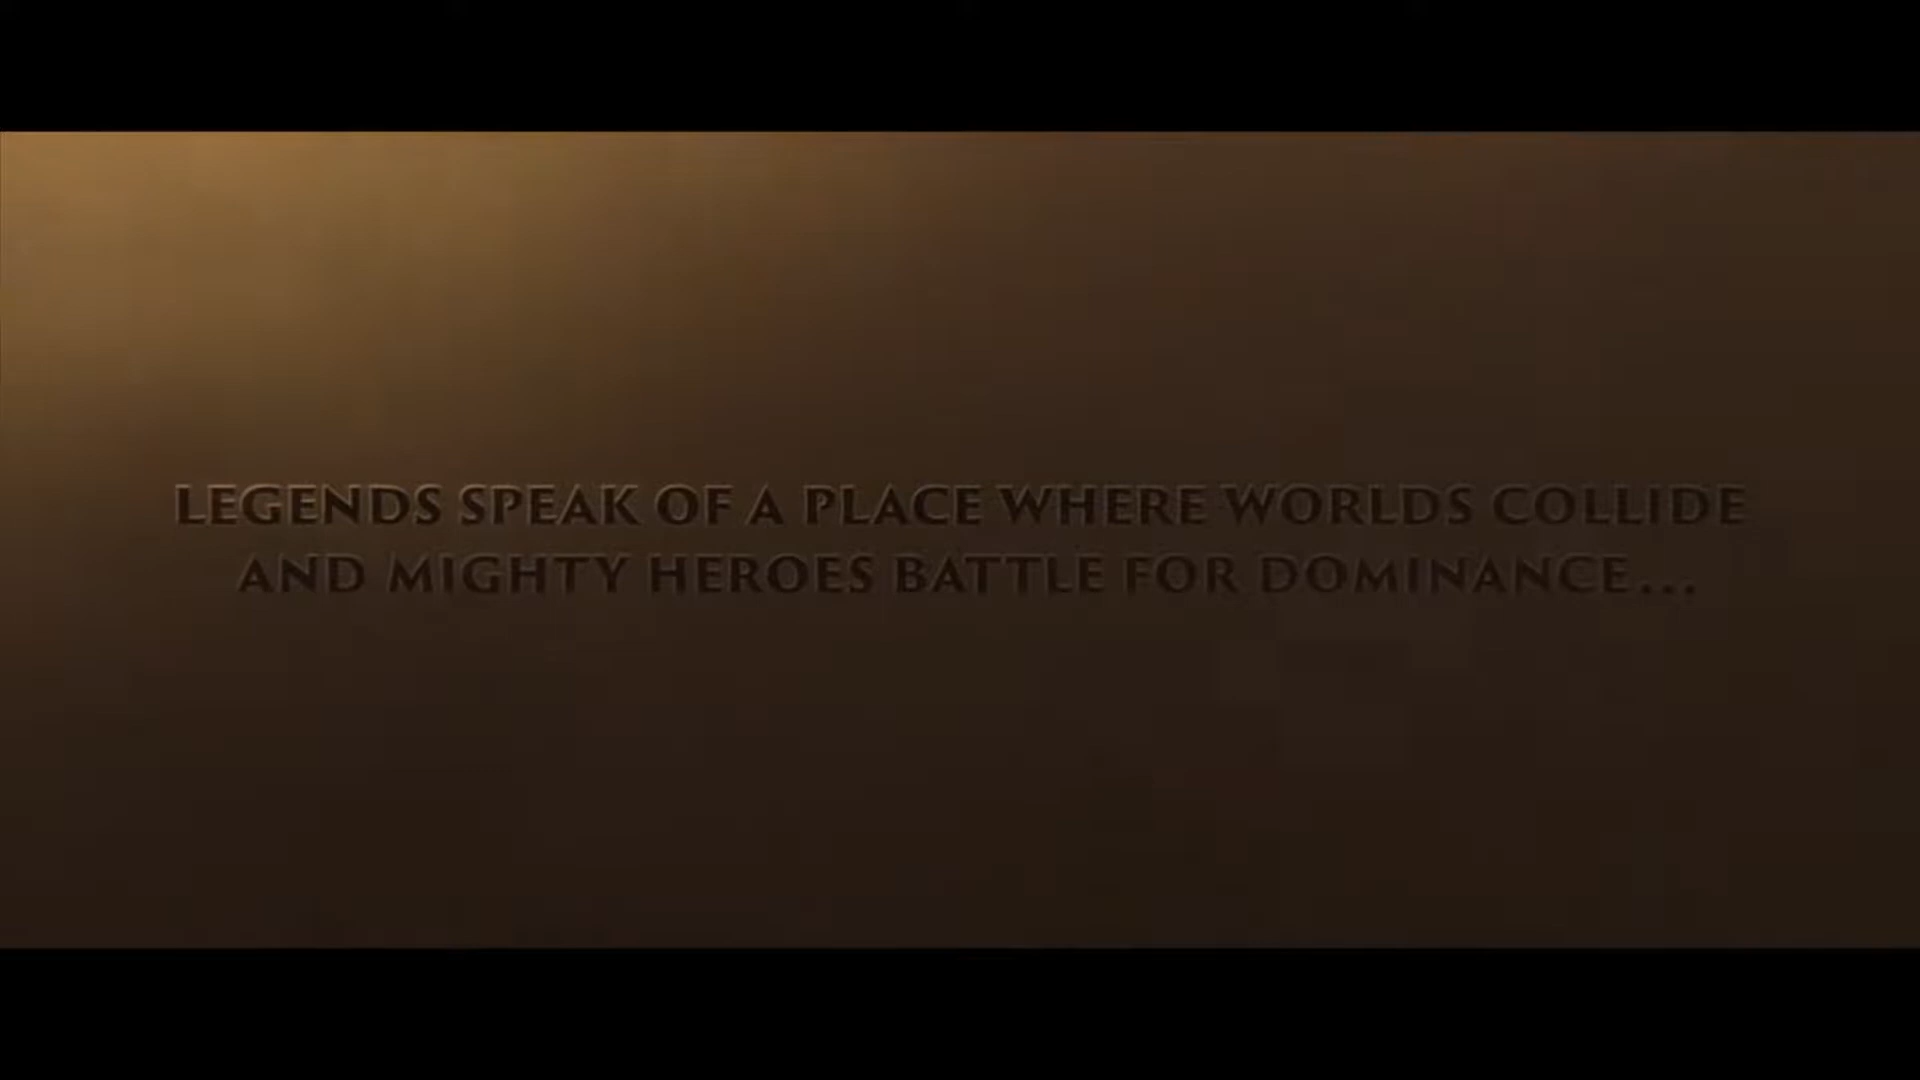 LEGENDS SPEAK OF A PLACE WHERE WORLDS COLLIDE
AND MIGHTY HEROES BATTLE FOR DOMINANCE...